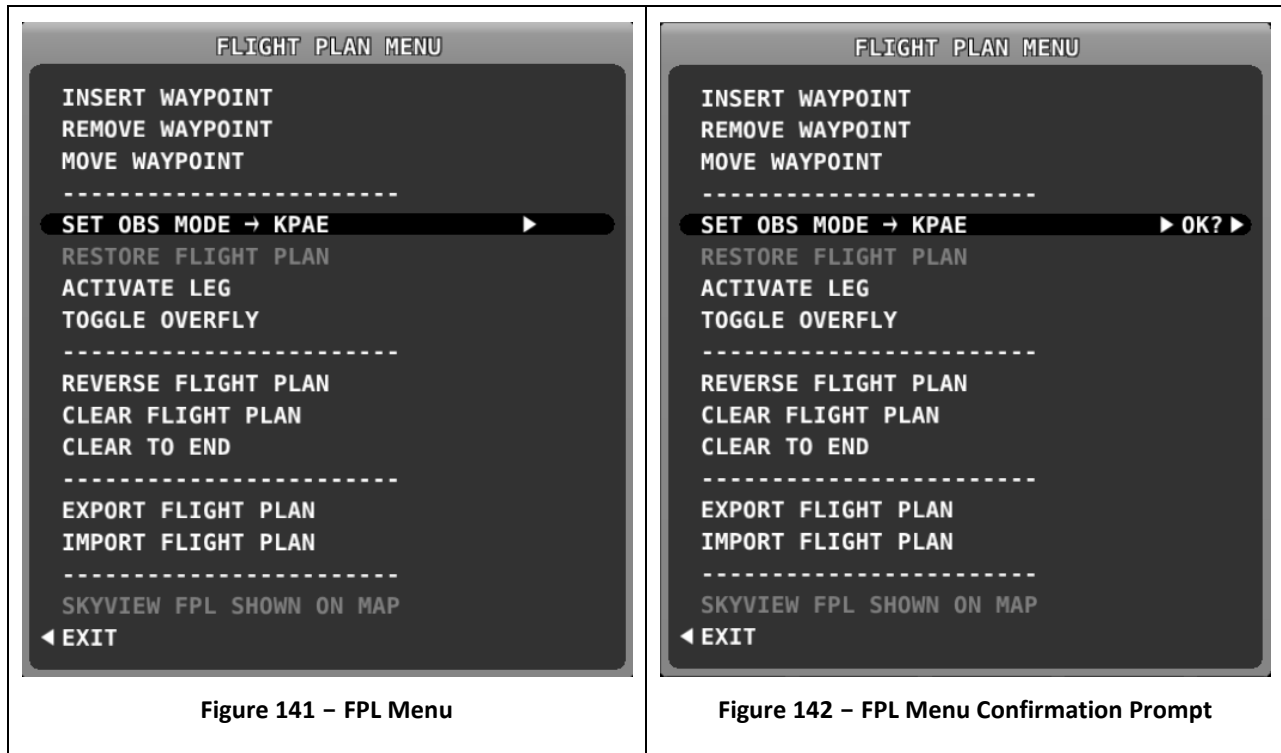 FLIGHT PLAN MENU
INSERT WAYPOINT
REMOVE WAYPOINT
MOVE WAYPOINT
------------------------
SET OBS MODE → KPAE ▶
RESTORE FLIGHT PLAN
ACTIVATE LEG
TOGGLE OVERFLY
------------------------
REVERSE FLIGHT PLAN
CLEAR FLIGHT PLAN
CLEAR TO END
------------------------
EXPORT FLIGHT PLAN
IMPORT FLIGHT PLAN
------------------------
SKYVIEW FPL SHOWN ON MAP
◀ EXIT
Figure 141 – FPL Menu
FLIGHT PLAN MENU
INSERT WAYPOINT
REMOVE WAYPOINT
MOVE WAYPOINT
------------------------
SET OBS MODE → KPAE ▶ OK? ▶
RESTORE FLIGHT PLAN
ACTIVATE LEG
TOGGLE OVERFLY
------------------------
REVERSE FLIGHT PLAN
CLEAR FLIGHT PLAN
CLEAR TO END
------------------------
EXPORT FLIGHT PLAN
IMPORT FLIGHT PLAN
------------------------
SKYVIEW FPL SHOWN ON MAP
◀ EXIT
Figure 142 – FPL Menu Confirmation Prompt